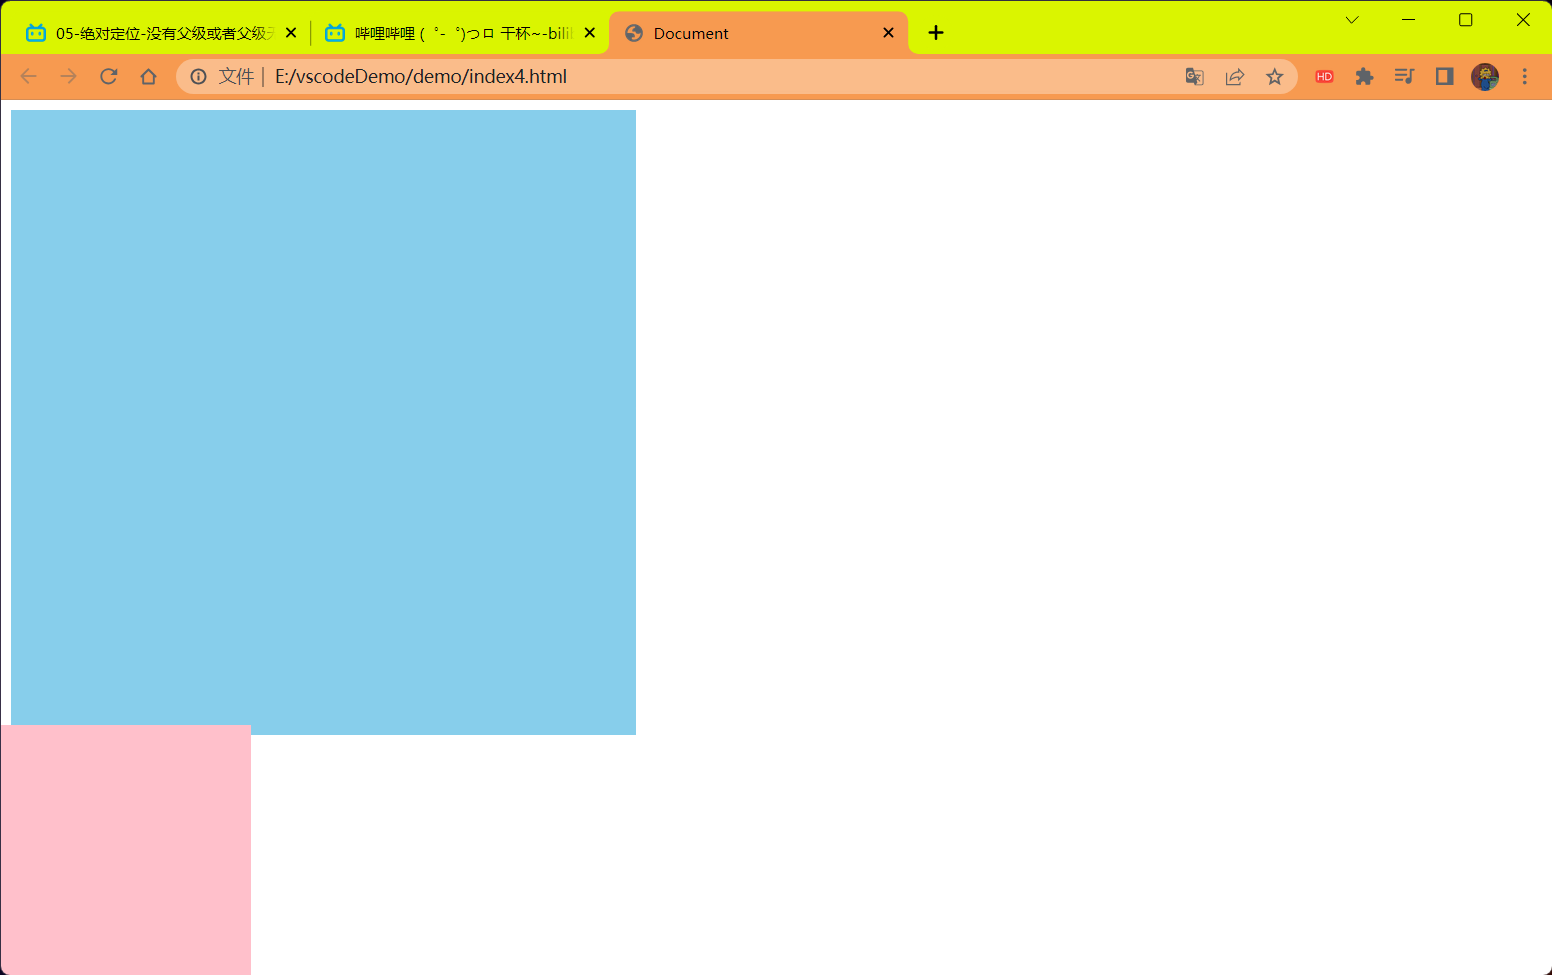 05-绝对定位-没有父级或者父级
哔哩哔哩 (゜-゜)つロ 干杯~-bili
Document
文件 | E:/vscodeDemo/demo/index4.html
HD